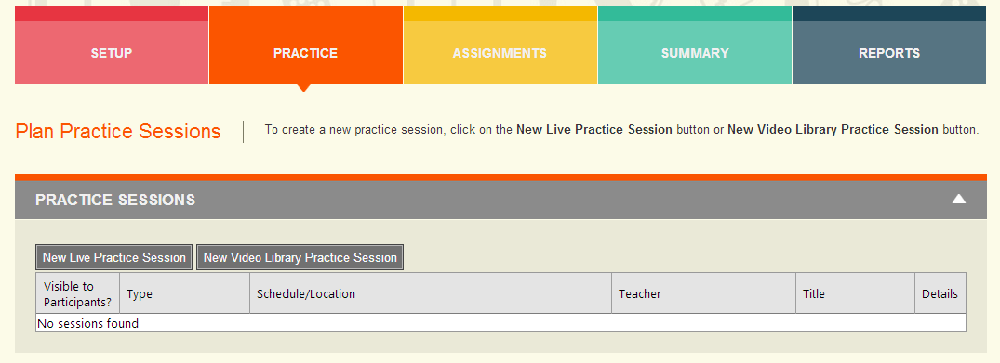 SETUP PRACTICE ASSIGNMENTS SUMMARY REPORTS
Plan Practice Sessions To create a new practice session, click on the New Live Practice Session button or New Video Library Practice Session button.
PRACTICE SESSIONS
New Live Practice Session New Video Library Practice Session
Visible to
Participants? Type Schedule/Location Teacher Title Details
No sessions found